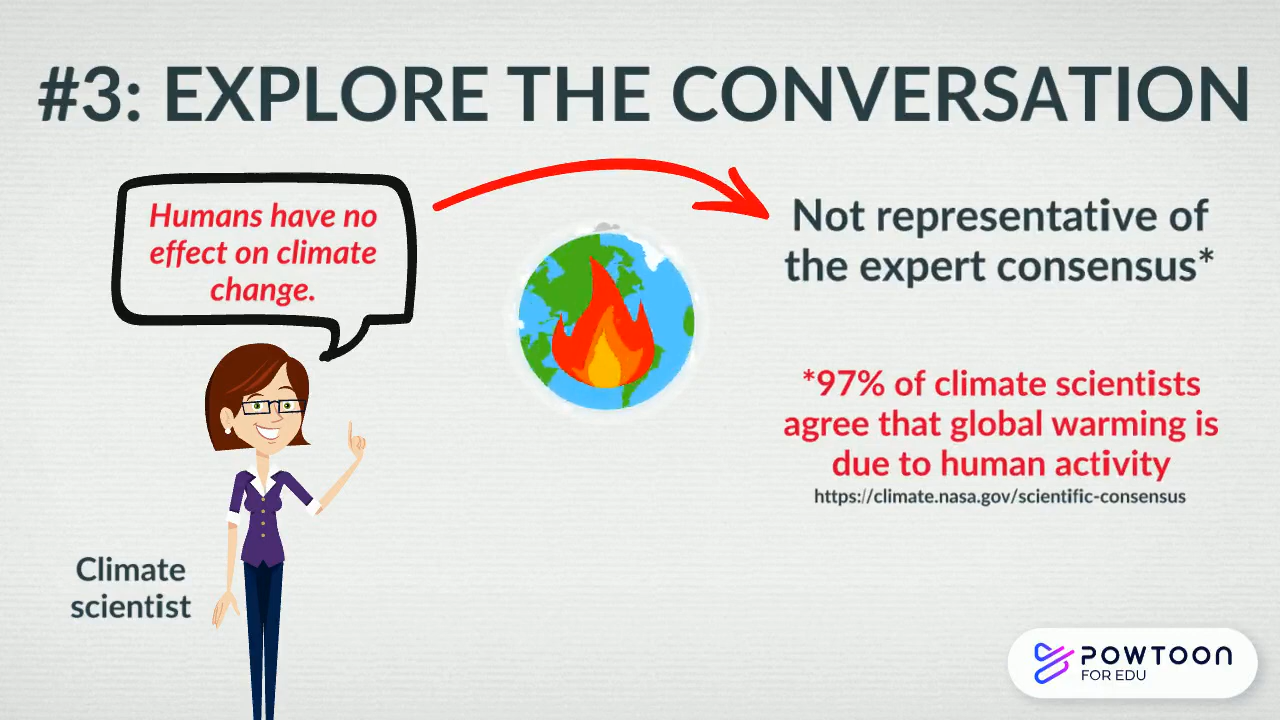 #3: EXPLORE THE CONVERSATION
Humans have no
effect on climate
change.
Not representative of
the expert consensus*
*97% of climate scientists
agree that global warming is
due to human activity
https://climate.nasa.gov/scientific-consensus
Climate
scientist
POWTOON
FOR EDU